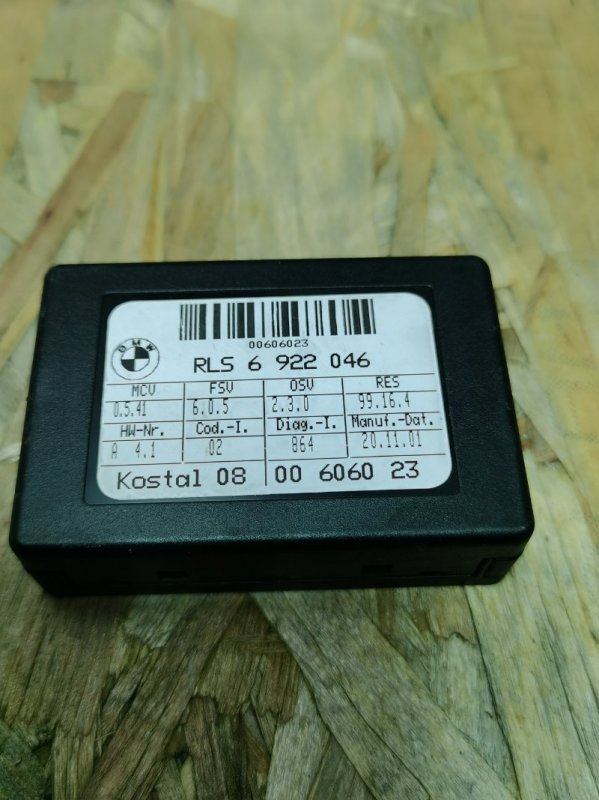 00606023
BMW
RLS 6 922 046
MCV FSV OSV RES
0.5.41 6.0.5 2.3.0 99.16.4
HW-Nr. Cod.-I. Diag.-I. Manuf.-Dat.
A 4.1 02 864 20.11.01
Kostal 08 00 6060 23